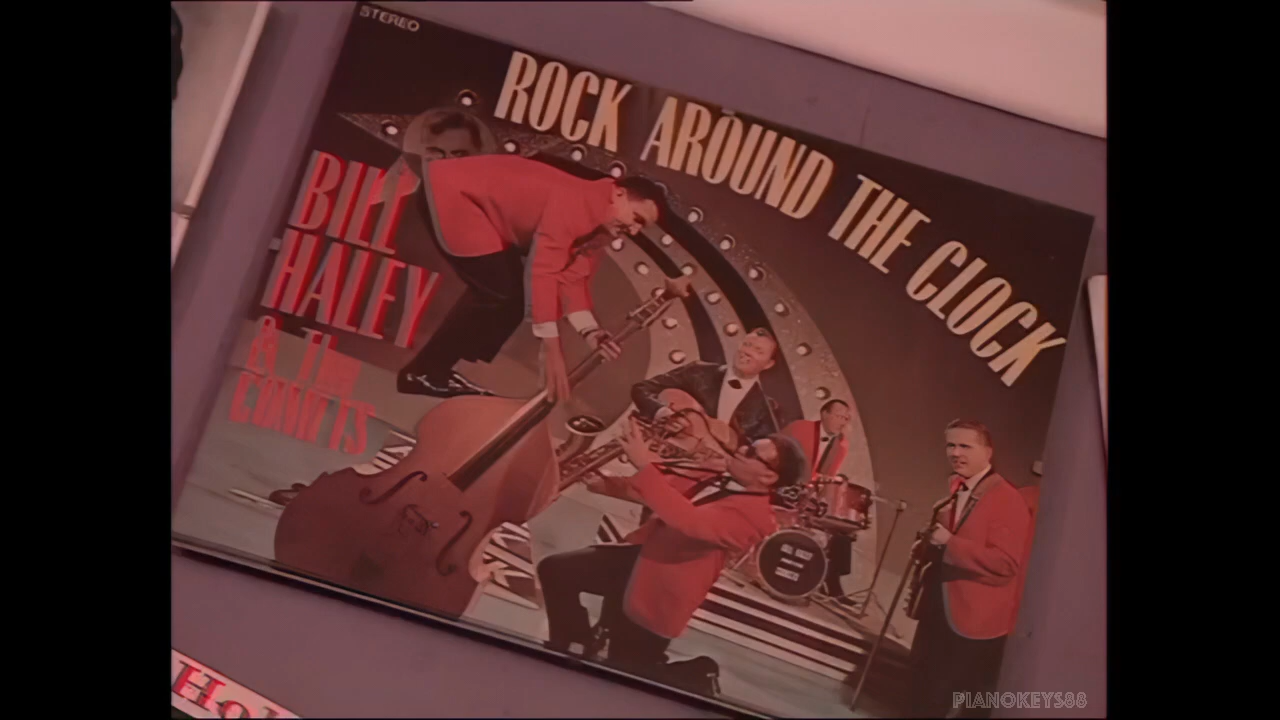 STEREO
ROCK AROUND THE CLOCK
BILL
HALEY
& The
COMETS
PIANOKEYS88